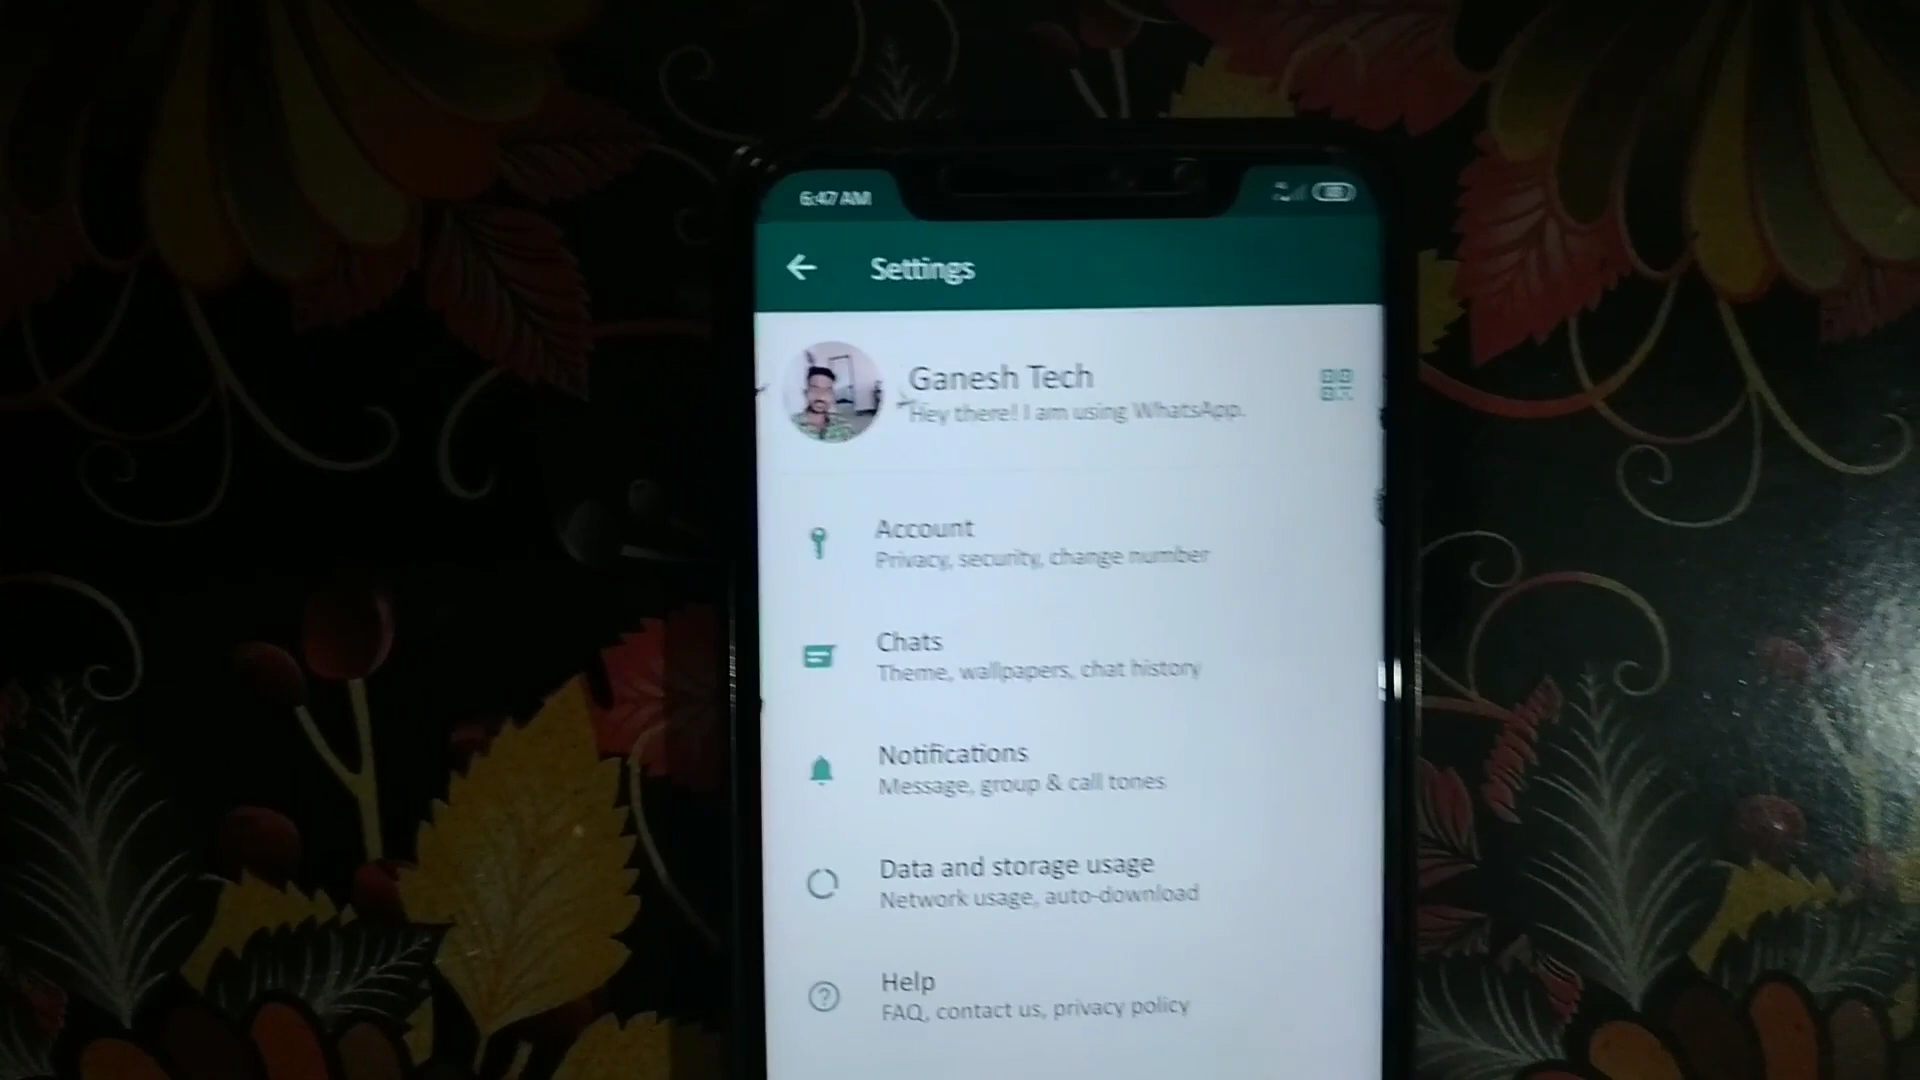 6:47 AM
Settings
Ganesh Tech
Hey there! I am using WhatsApp.
Account
Privacy, security, change number
Chats
Theme, wallpapers, chat history
Notifications
Message, group & call tones
Data and storage usage
Network usage, auto-download
Help
FAQ, contact us, privacy policy